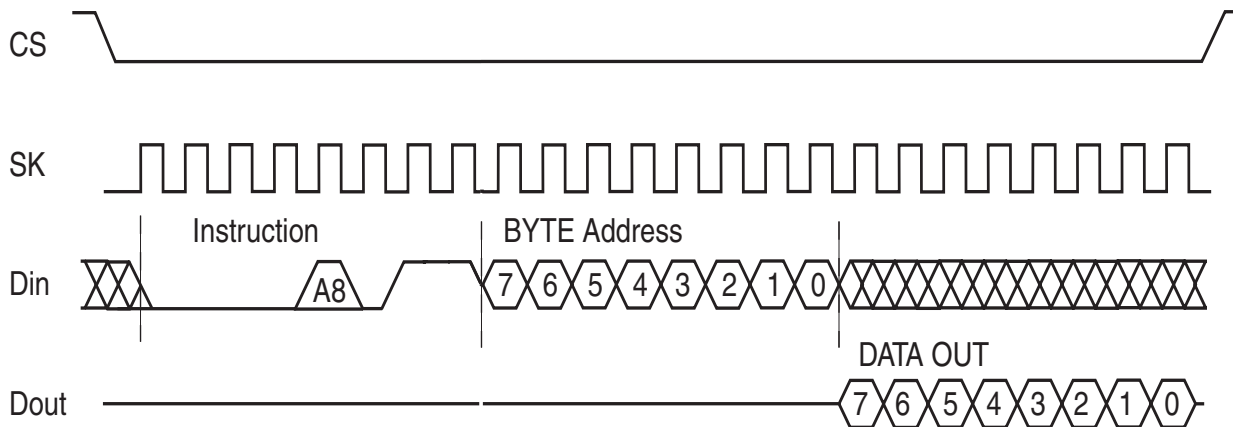 CS
SK
Instruction BYTE Address
Din A8 7 6 5 4 3 2 1 0
DATA OUT
Dout 7 6 5 4 3 2 1 0